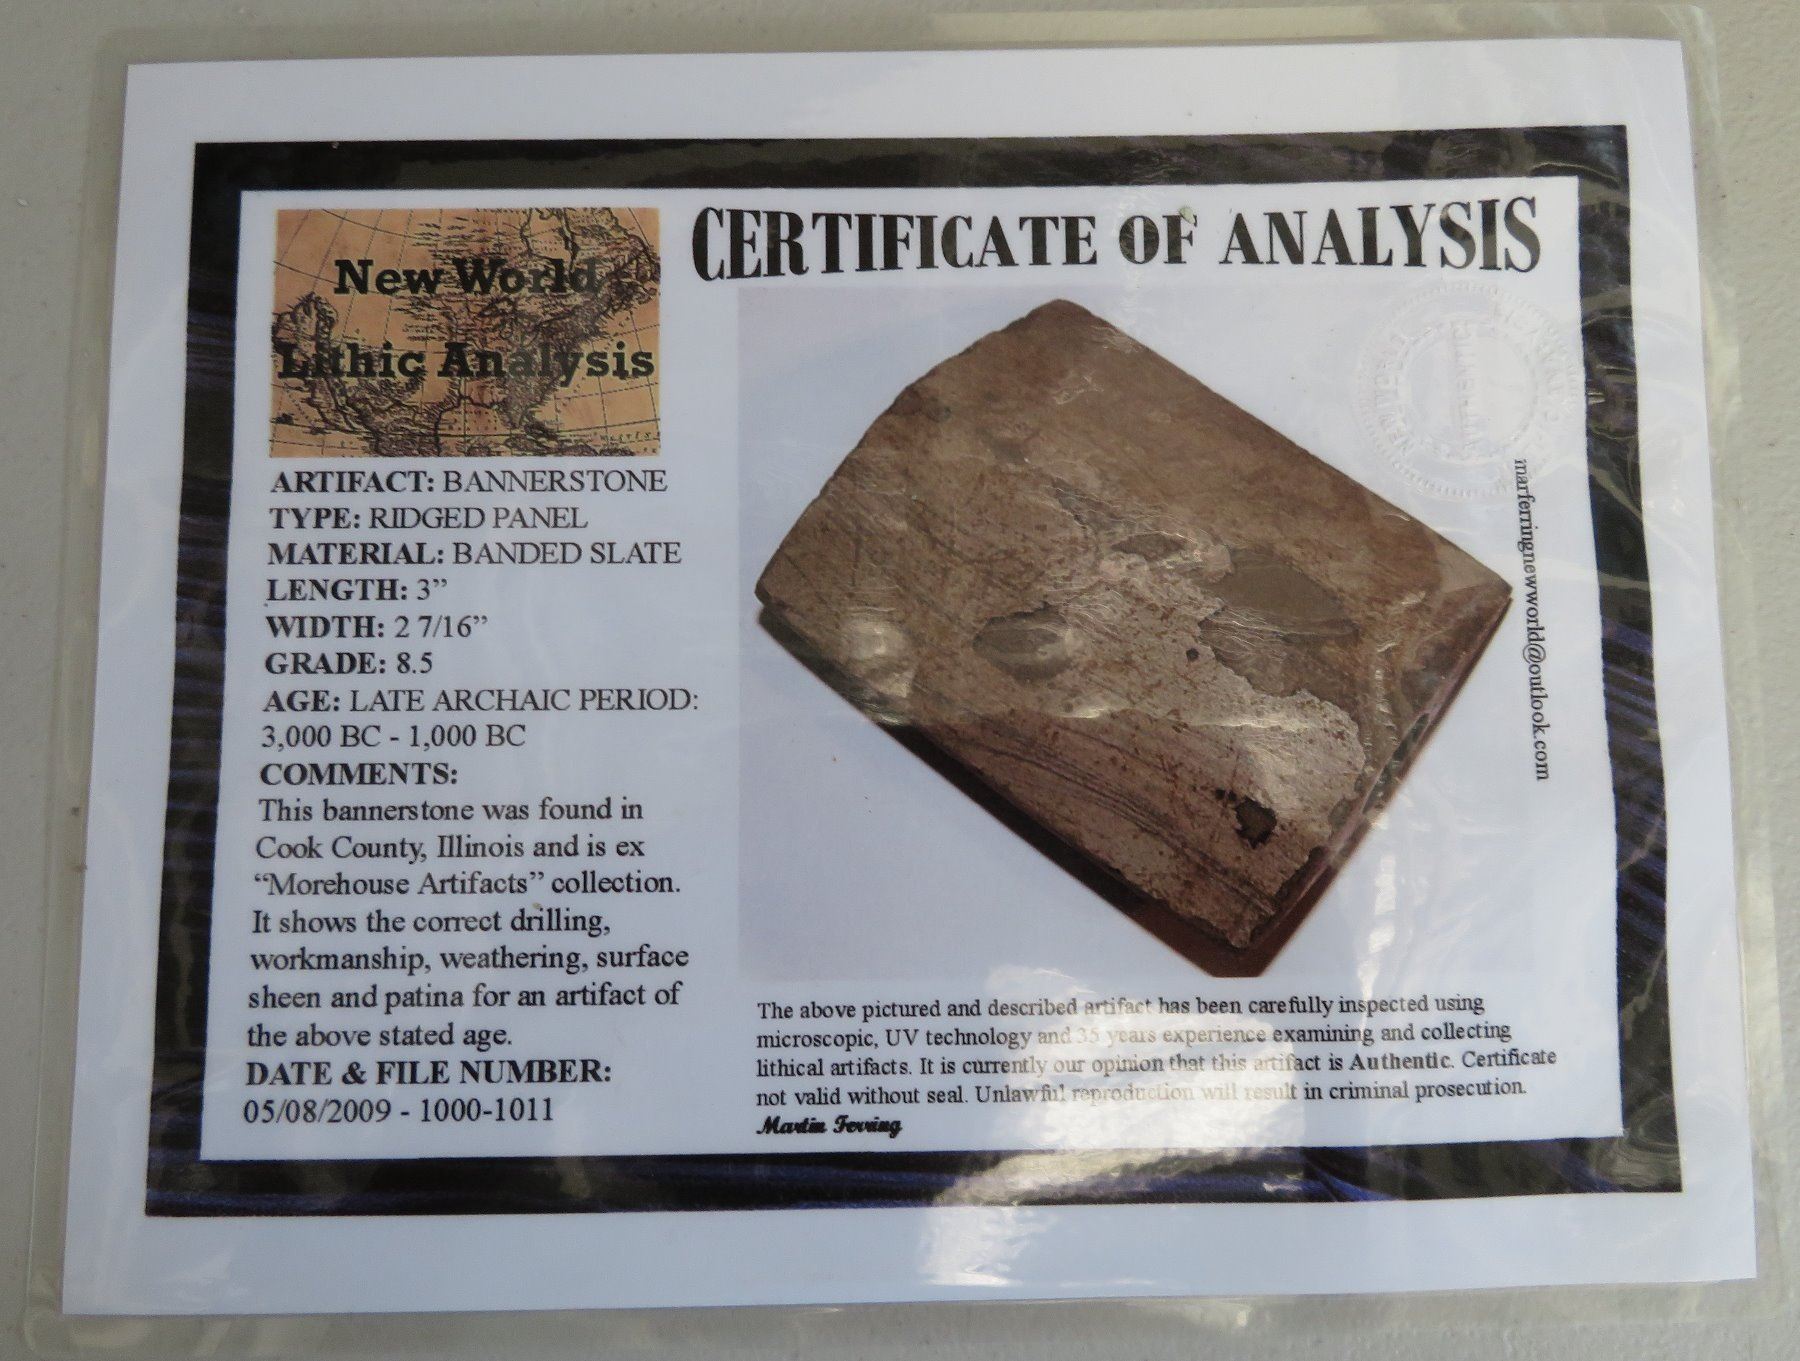 New World
Lithic Analysis
CERTIFICATE OF ANALYSIS
ARTIFACT: BANNERSTONE
TYPE: RIDGED PANEL
MATERIAL: BANDED SLATE
LENGTH: 3”
WIDTH: 2 7/16”
GRADE: 8.5
AGE: LATE ARCHAIC PERIOD:
3,000 BC - 1,000 BC
COMMENTS:
This bannerstone was found in
Cook County, Illinois and is ex
“Morehouse Artifacts” collection.
It shows the correct drilling,
workmanship, weathering, surface
sheen and patina for an artifact of
the above stated age.
DATE & FILE NUMBER:
05/08/2009 - 1000-1011
AUTHENTIC
marferringnewworld@outlook.com
The above pictured and described artifact has been carefully inspected using
microscopic, UV technology and 35 years experience examining and collecting
lithical artifacts. It is currently our opinion that this artifact is Authentic. Certificate
not valid without seal. Unlawful reproduction will result in criminal prosecution.
Martin Ferring